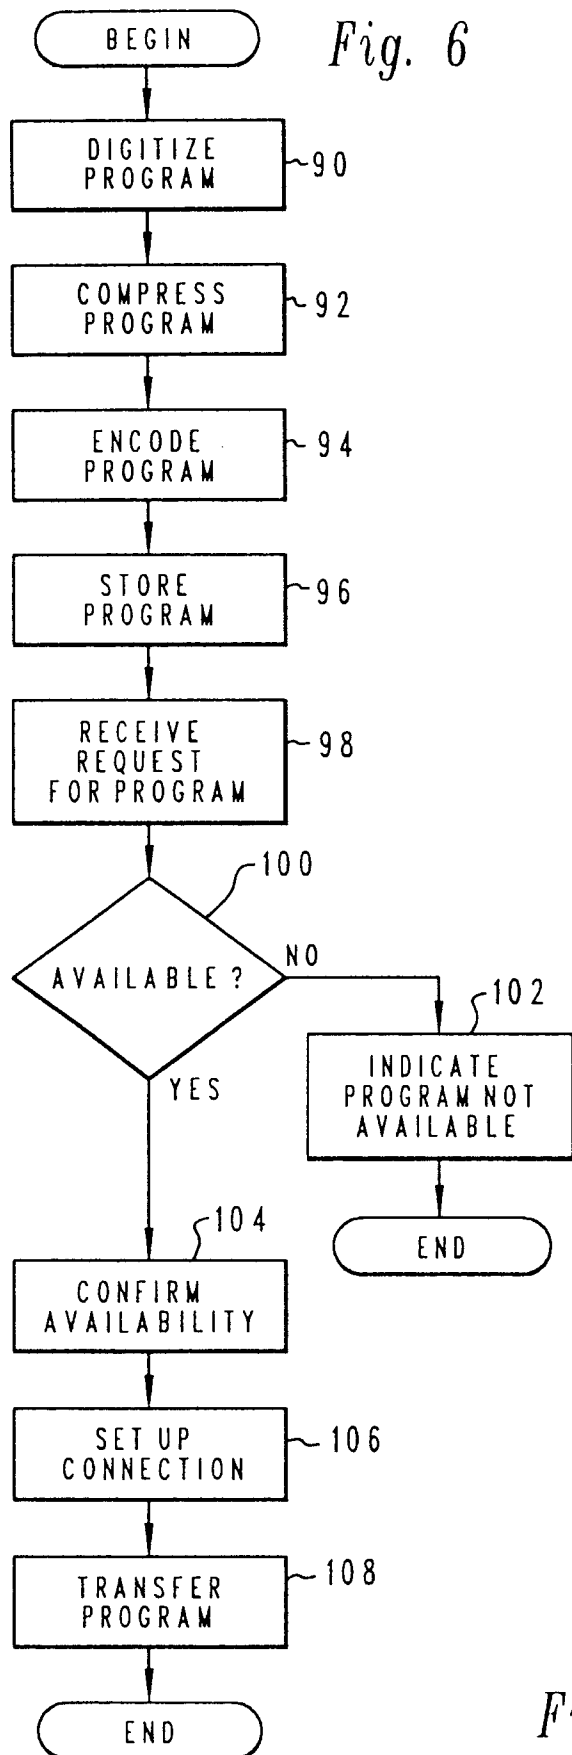 BEGIN
Fig. 6
DIGITIZE
PROGRAM
90
COMPRESS
PROGRAM
92
ENCODE
PROGRAM
94
STORE
PROGRAM
96
RECEIVE
REQUEST
FOR PROGRAM
98
100
AVAILABLE ?
NO
YES
102
INDICATE
PROGRAM NOT
AVAILABLE
END
104
CONFIRM
AVAILABILITY
SET UP
CONNECTION
106
TRANSFER
PROGRAM
108
END